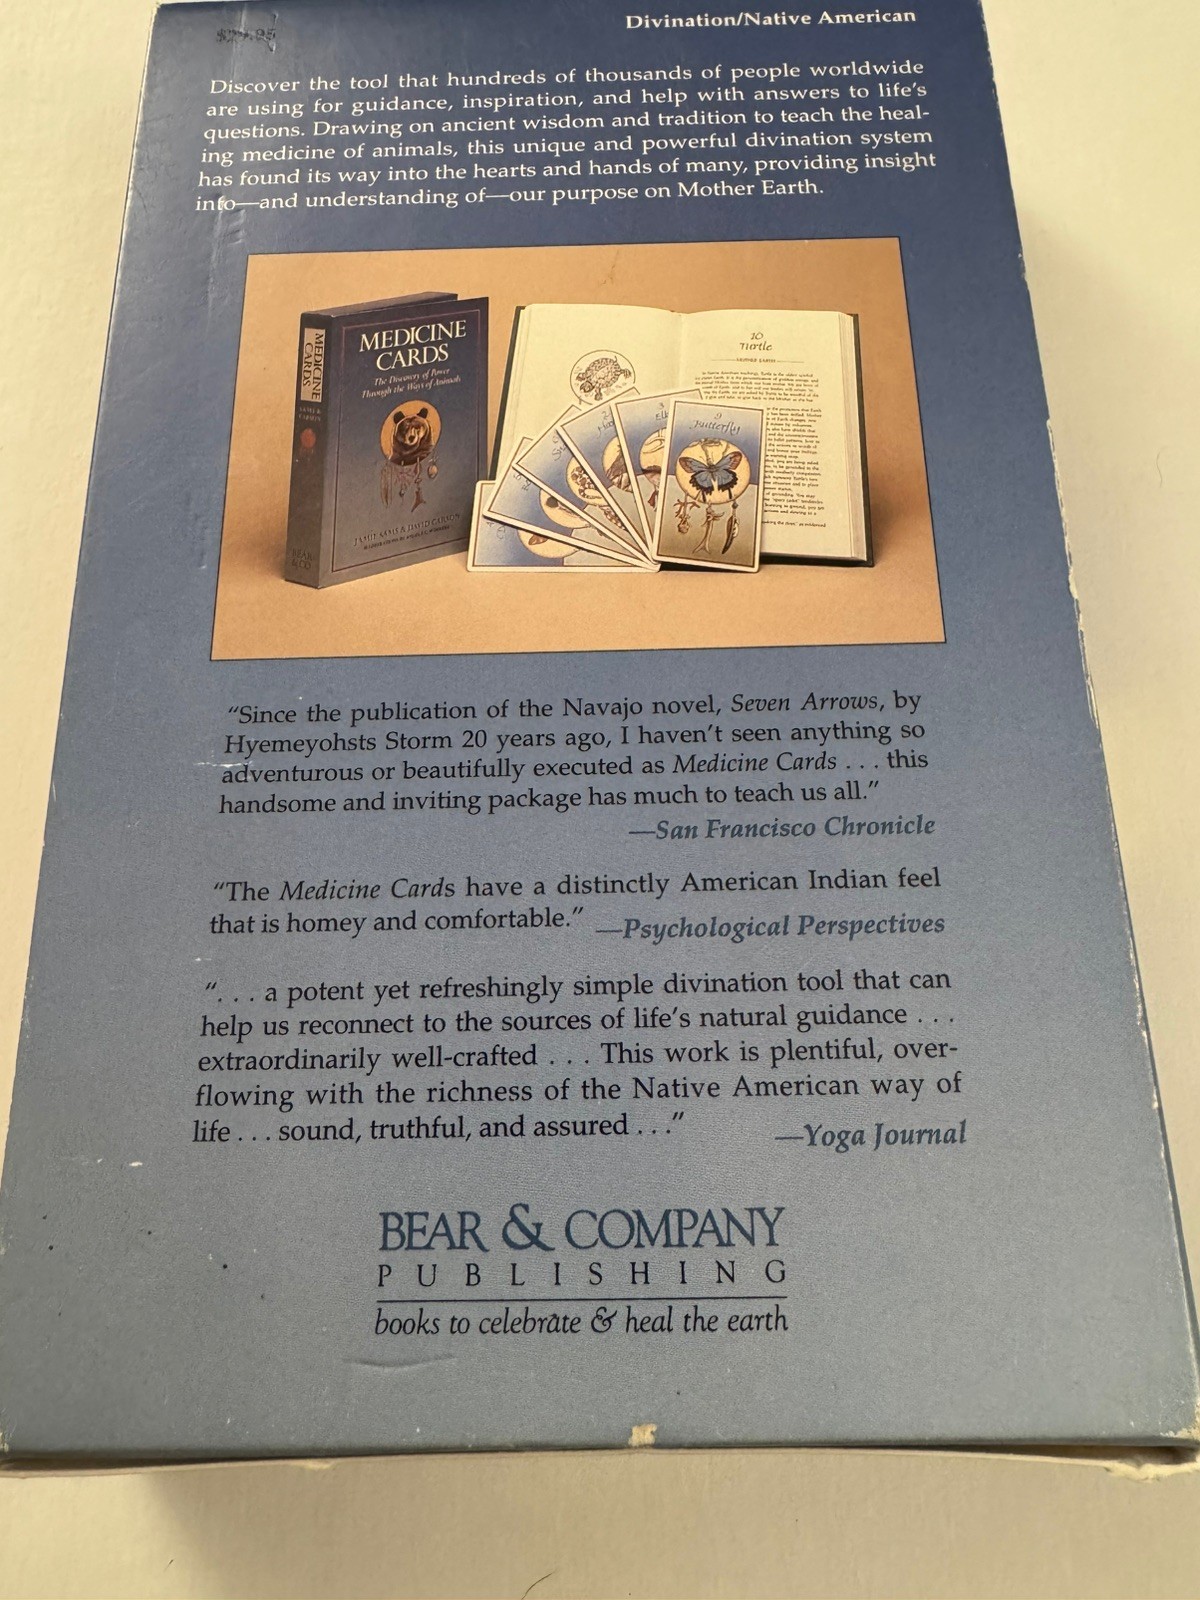 Divination/Native American
Discover the tool that hundreds of thousands of people worldwide
are using for guidance, inspiration, and help with answers to life's
questions. Drawing on ancient wisdom and tradition to teach the heal-
ing medicine of animals, this unique and powerful divination system
has found its way into the hearts and hands of many, providing insight
into—and understanding of—our purpose on Mother Earth.
MEDICINE
CARDS
The Discovery of Power
Through the Ways of Animals
JAMIE SAMS & DAVID CARSON
MEDICINE
CARDS
BEAR
& CO
10
Turtle
3
Elk
9
Butterfly
“Since the publication of the Navajo novel, Seven Arrows, by
Hyemeyohsts Storm 20 years ago, I haven't seen anything so
adventurous or beautifully executed as Medicine Cards . . . this
handsome and inviting package has much to teach us all.”
—San Francisco Chronicle
“The Medicine Cards have a distinctly American Indian feel
that is homey and comfortable.” —Psychological Perspectives
“. . . a potent yet refreshingly simple divination tool that can
help us reconnect to the sources of life's natural guidance . . .
extraordinarily well-crafted . . . This work is plentiful, over-
flowing with the richness of the Native American way of
life . . . sound, truthful, and assured . . .” —Yoga Journal
BEAR & COMPANY
PUBLISHING
books to celebrate & heal the earth